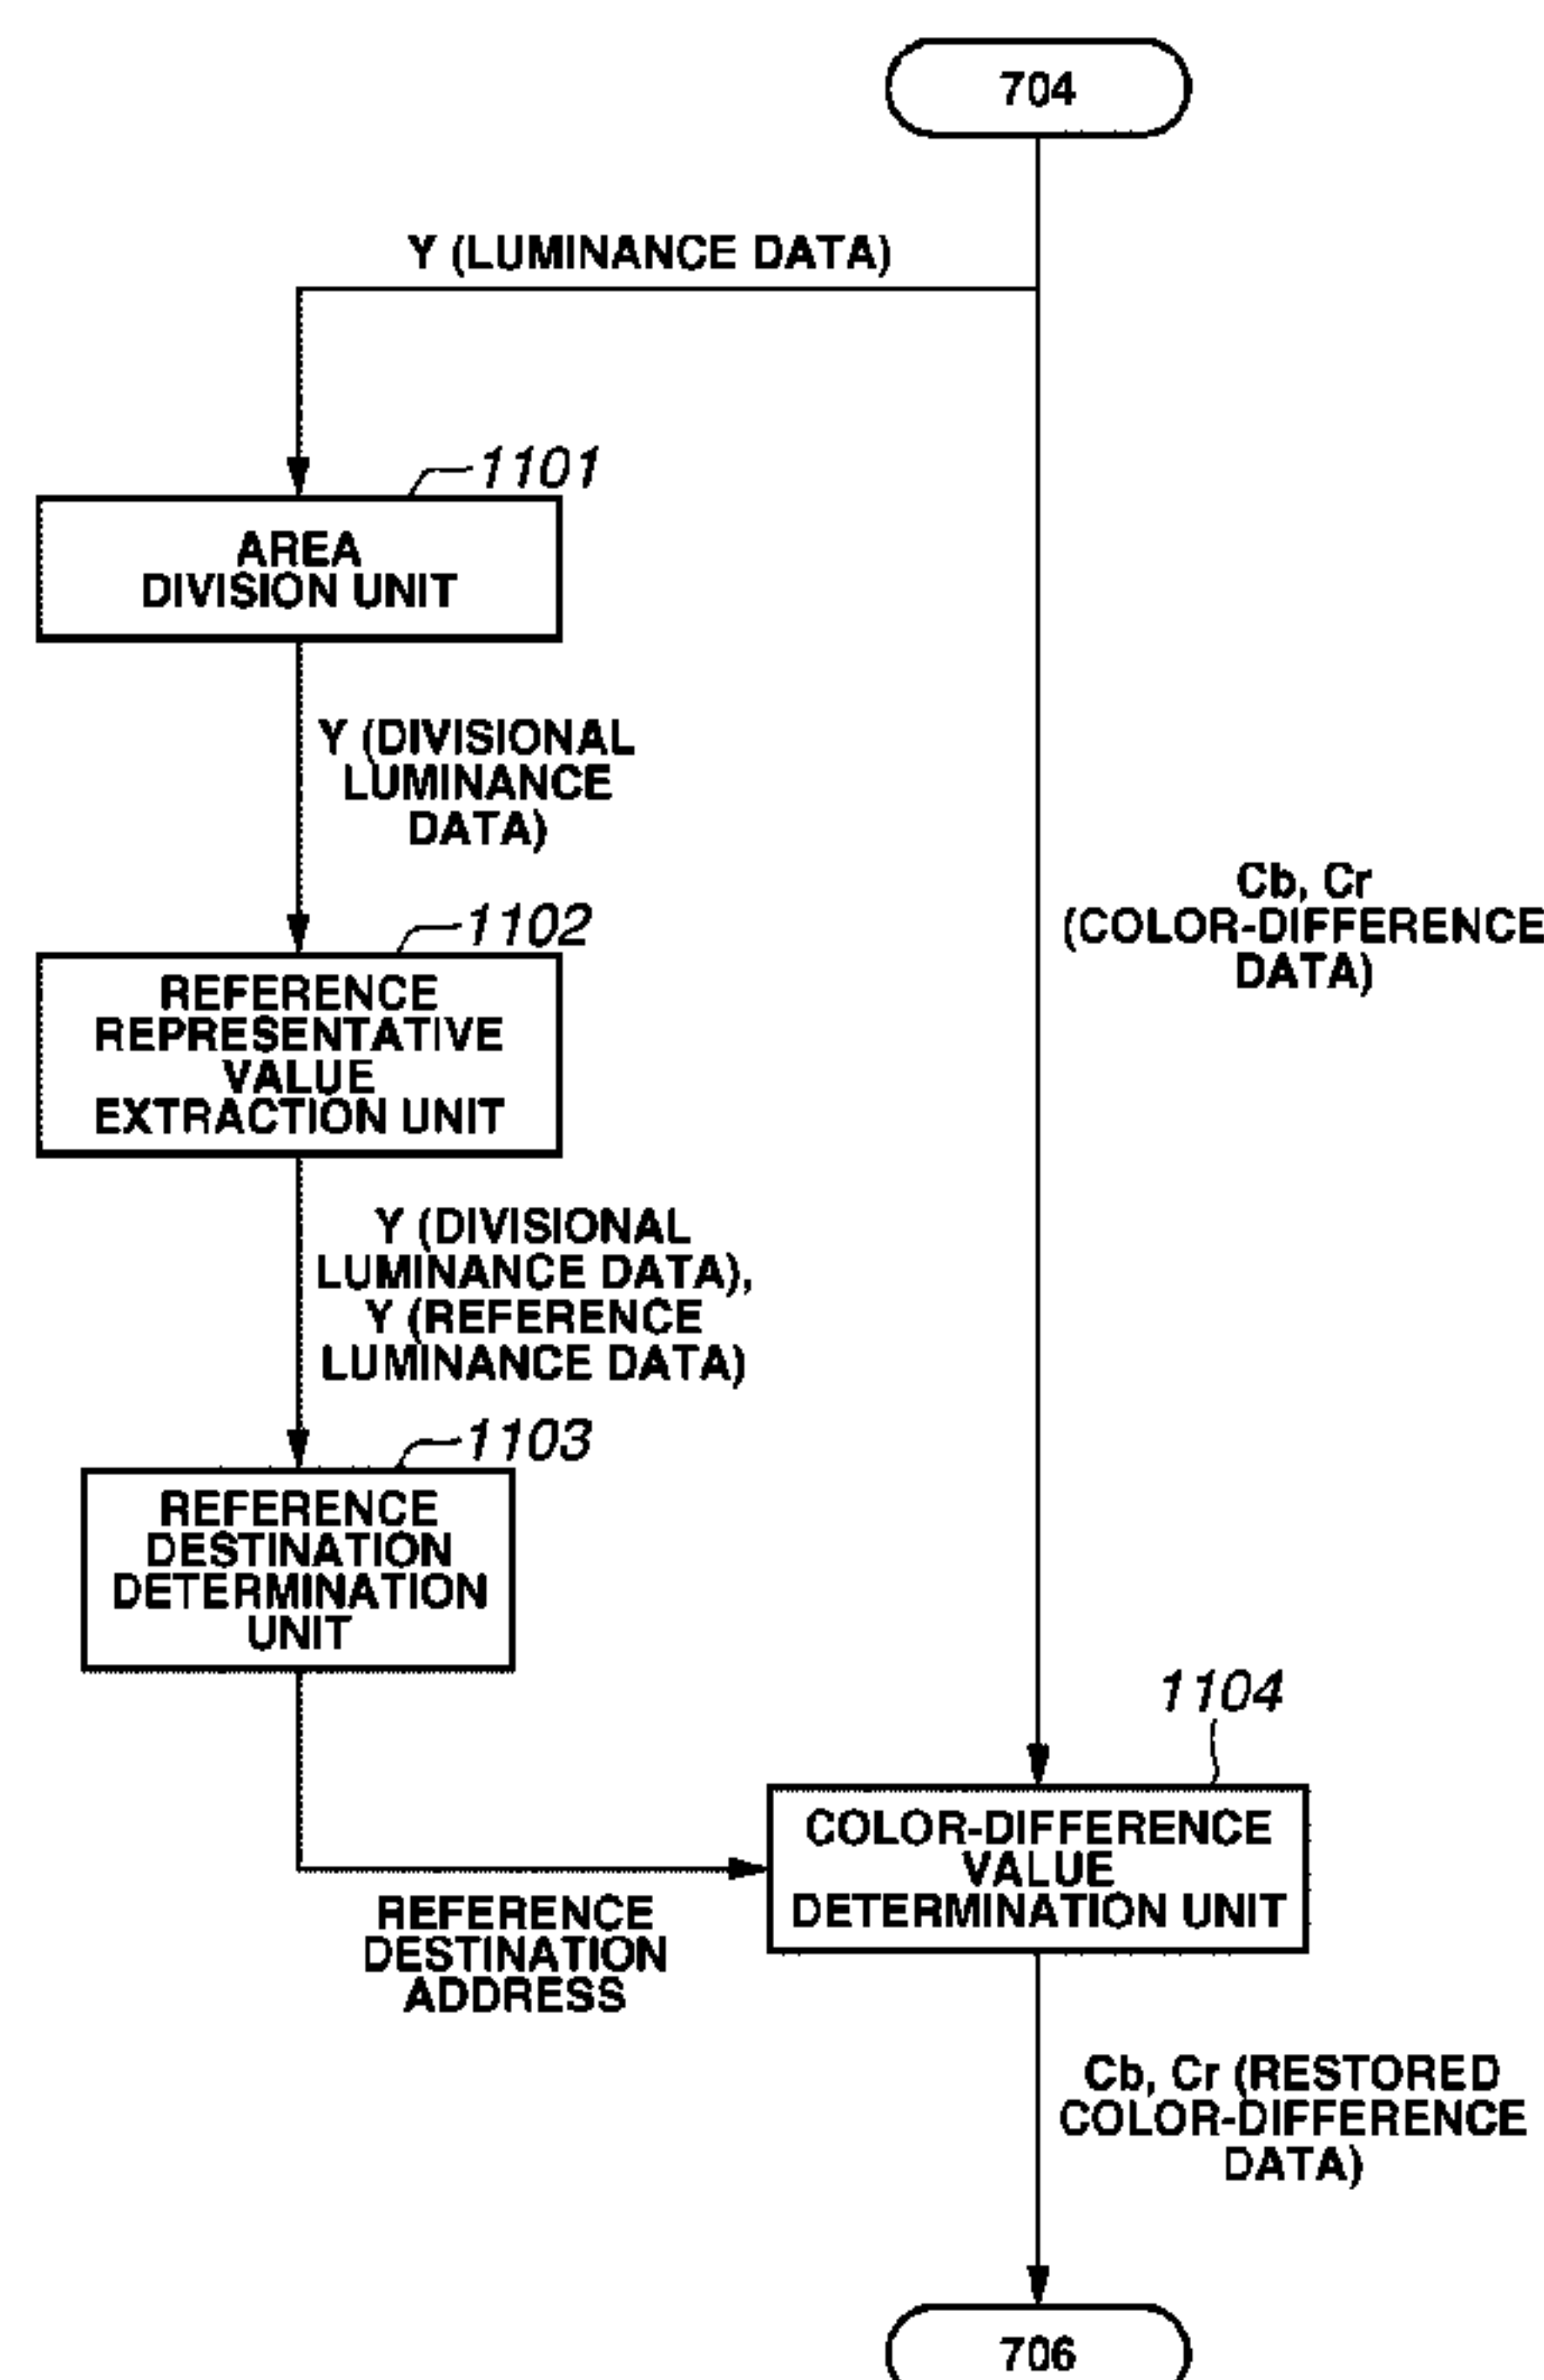 704
Y (LUMINANCE DATA)
1101
AREA
DIVISION UNIT
Y (DIVISIONAL
LUMINANCE
DATA)
Cb, Cr
(COLOR-DIFFERENCE
DATA)
1102
REFERENCE
REPRESENTATIVE
VALUE
EXTRACTION UNIT
Y (DIVISIONAL
LUMINANCE DATA),
Y (REFERENCE
LUMINANCE DATA)
1103
REFERENCE
DESTINATION
DETERMINATION
UNIT
1104
COLOR-DIFFERENCE
VALUE
DETERMINATION UNIT
REFERENCE
DESTINATION
ADDRESS
Cb, Cr (RESTORED
COLOR-DIFFERENCE
DATA)
706